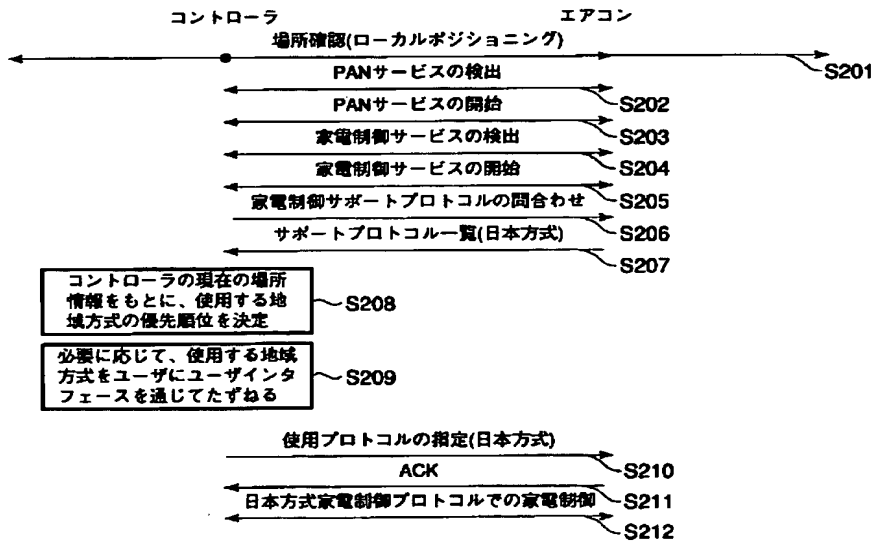 コントローラ
エアコン
場所確認(ローカルポジショニング)
S201
PANサービスの検出
S202
PANサービスの開始
S203
家電制御サービスの検出
S204
家電制御サービスの開始
S205
家電制御サポートプロトコルの問合わせ
S206
サポートプロトコル一覧(日本方式)
S207
コントローラの現在の場所
情報をもとに、使用する地
域方式の優先順位を決定
S208
必要に応じて、使用する地域
方式をユーザにユーザインタ
フェースを通じてたずねる
S209
使用プロトコルの指定(日本方式)
S210
ACK
S211
日本方式家電制御プロトコルでの家電制御
S212